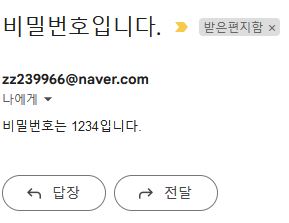 비밀번호입니다.
받은편지함 ×
zz239966@naver.com
나에게
비밀번호는 1234입니다.
답장
전달